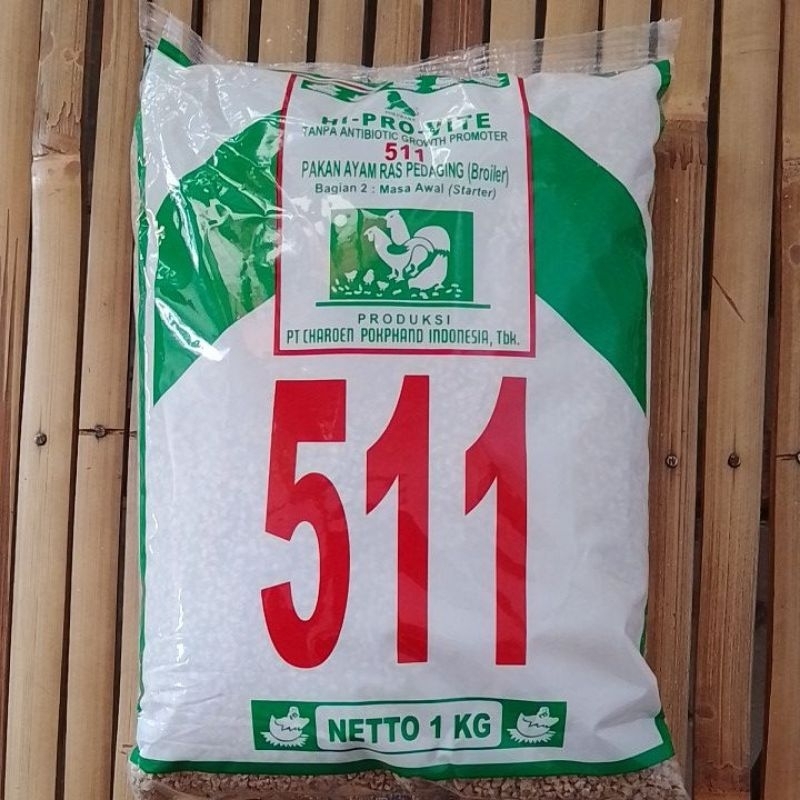 HI-PRO-VITE
TANPA ANTIBIOTIC GROWTH PROMOTER
511
PAKAN AYAM RAS PEDAGING (Broiler)
Bagian 2 : Masa Awal (Starter)
PRODUKSI
PT CHAROEN POKPHAND INDONESIA, Tbk.
511
NETTO 1 KG